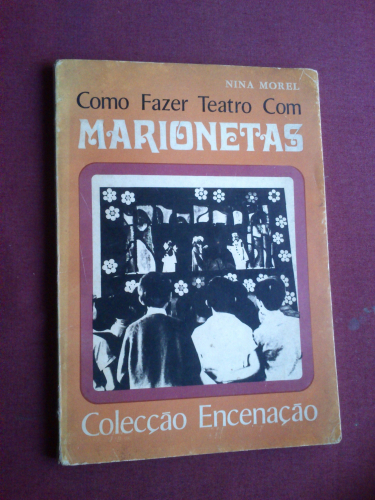 NINA MOREL
Como Fazer Teatro Com
MARIONETAS
Colecção Encenação